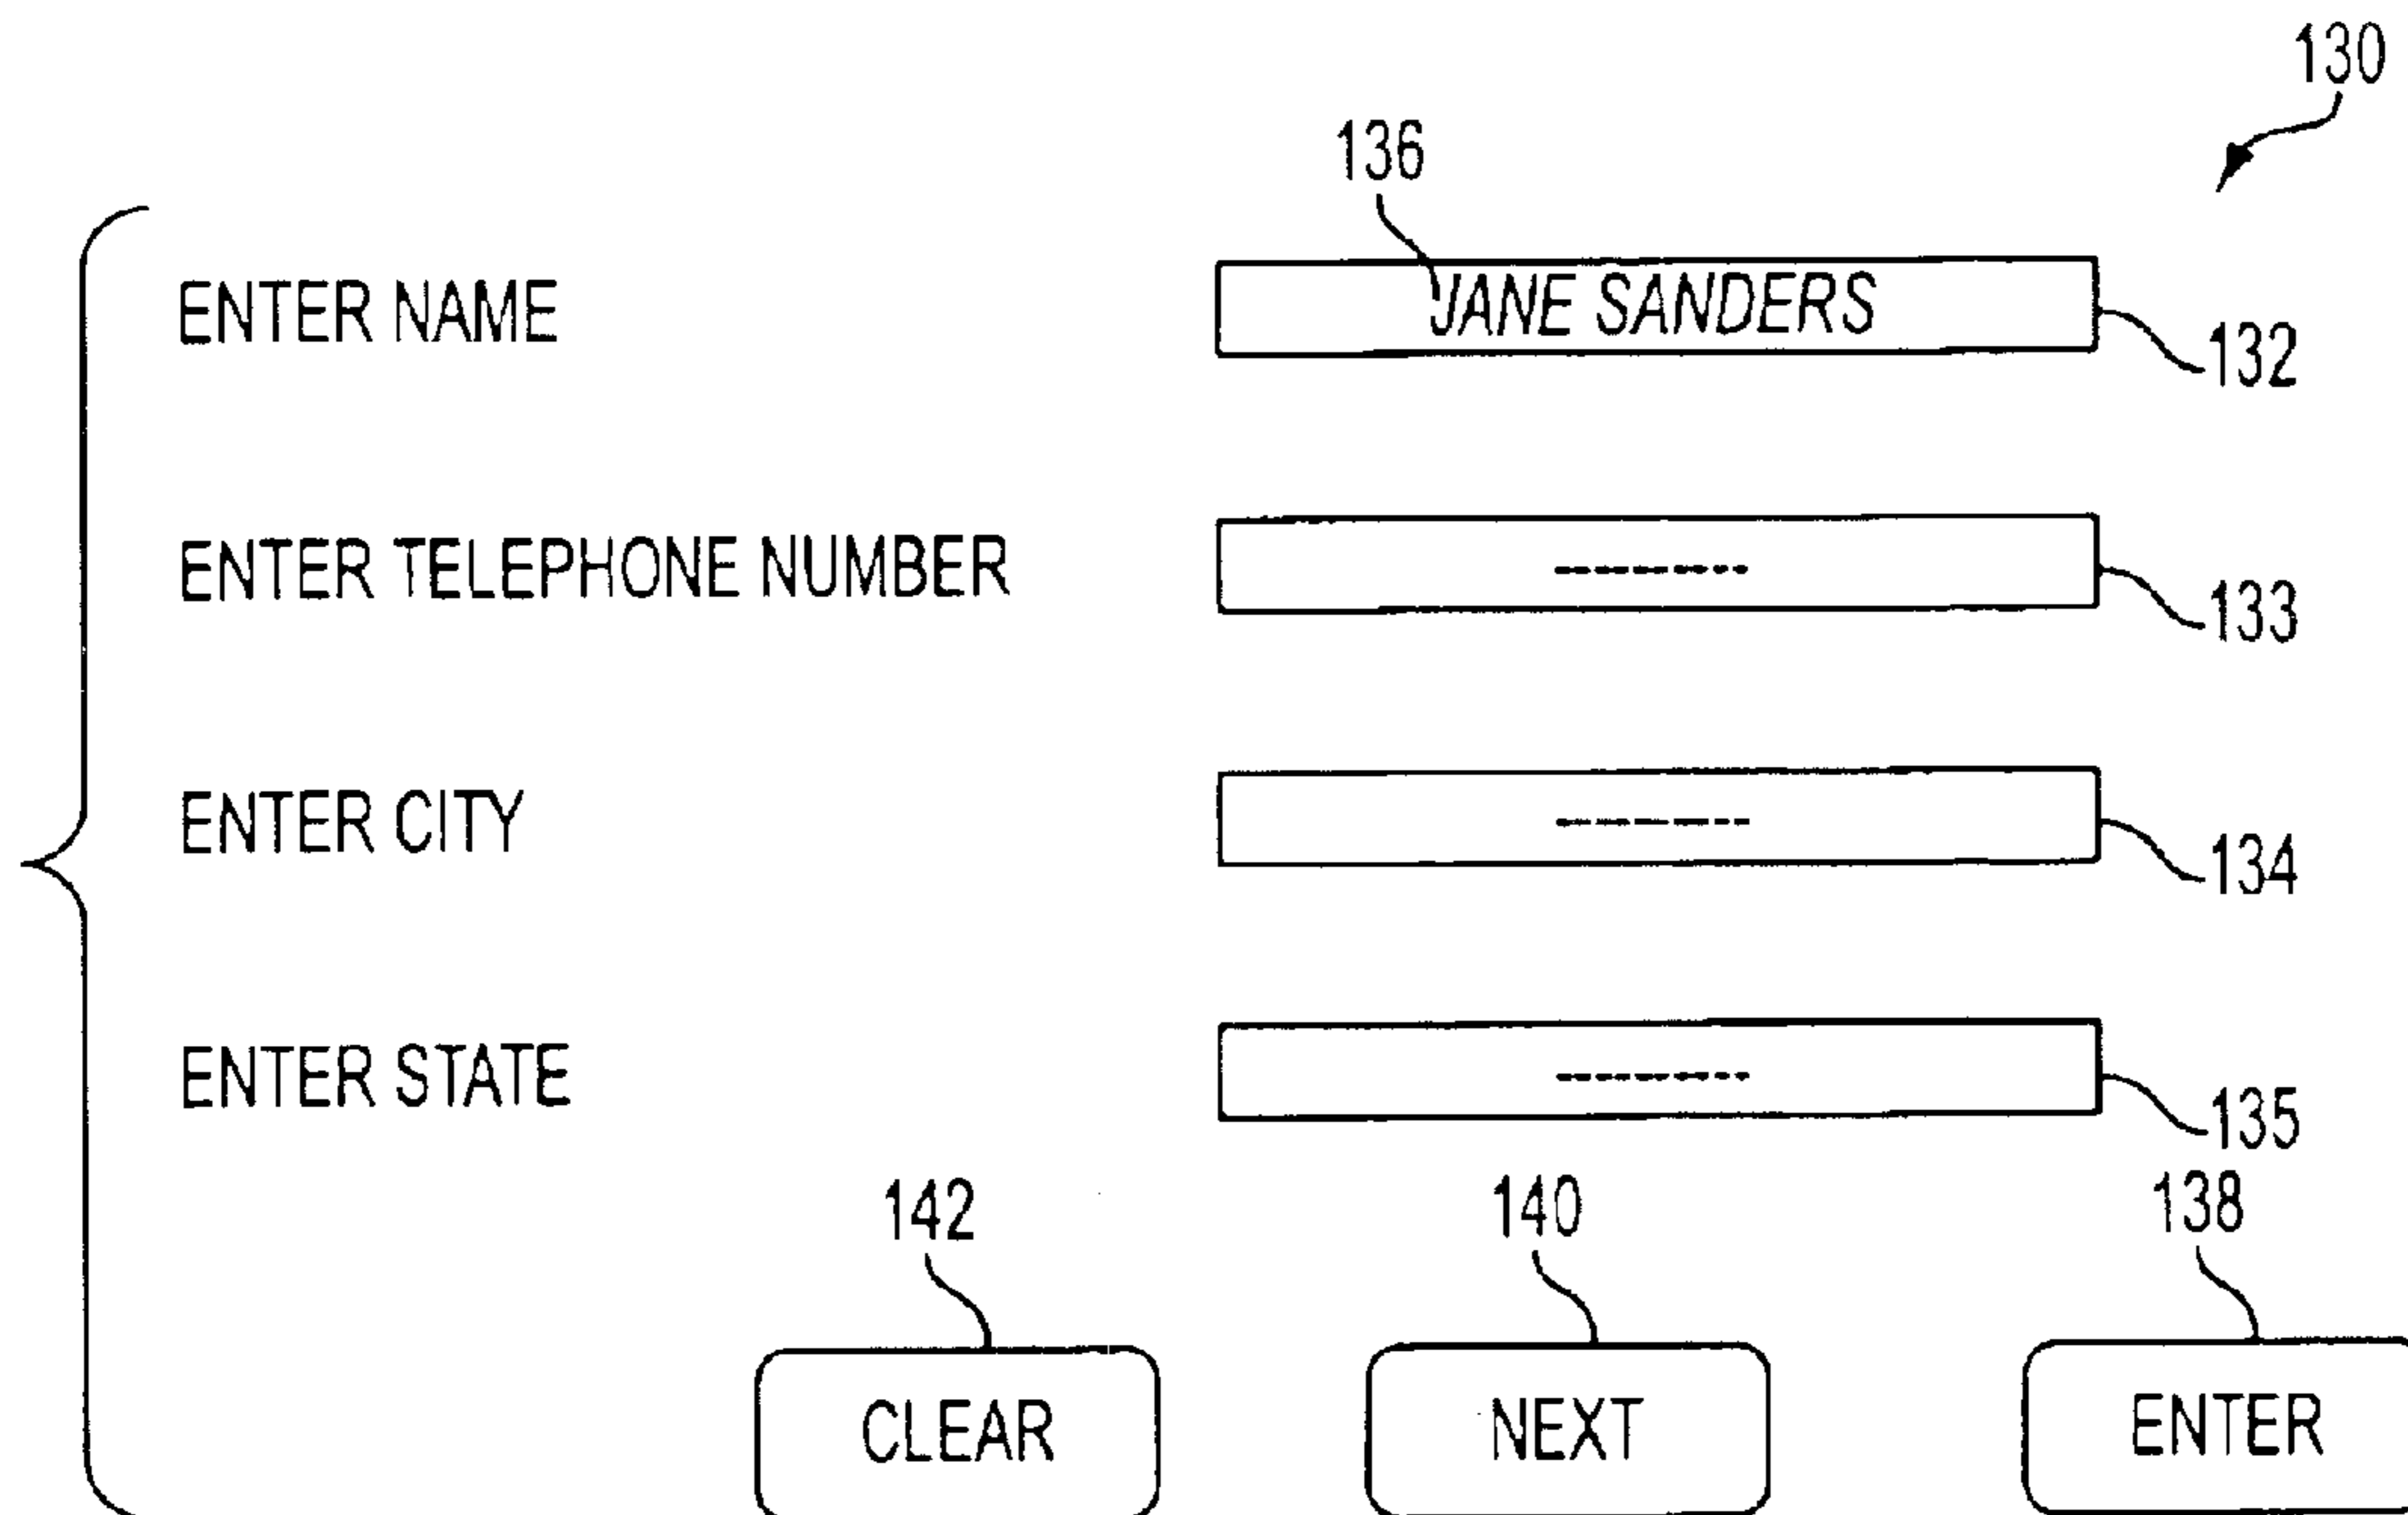 130
136
ENTER NAME JANE SANDERS
132
ENTER TELEPHONE NUMBER ---------
133
ENTER CITY ---------
134
ENTER STATE ---------
135
142 140 138
CLEAR NEXT ENTER